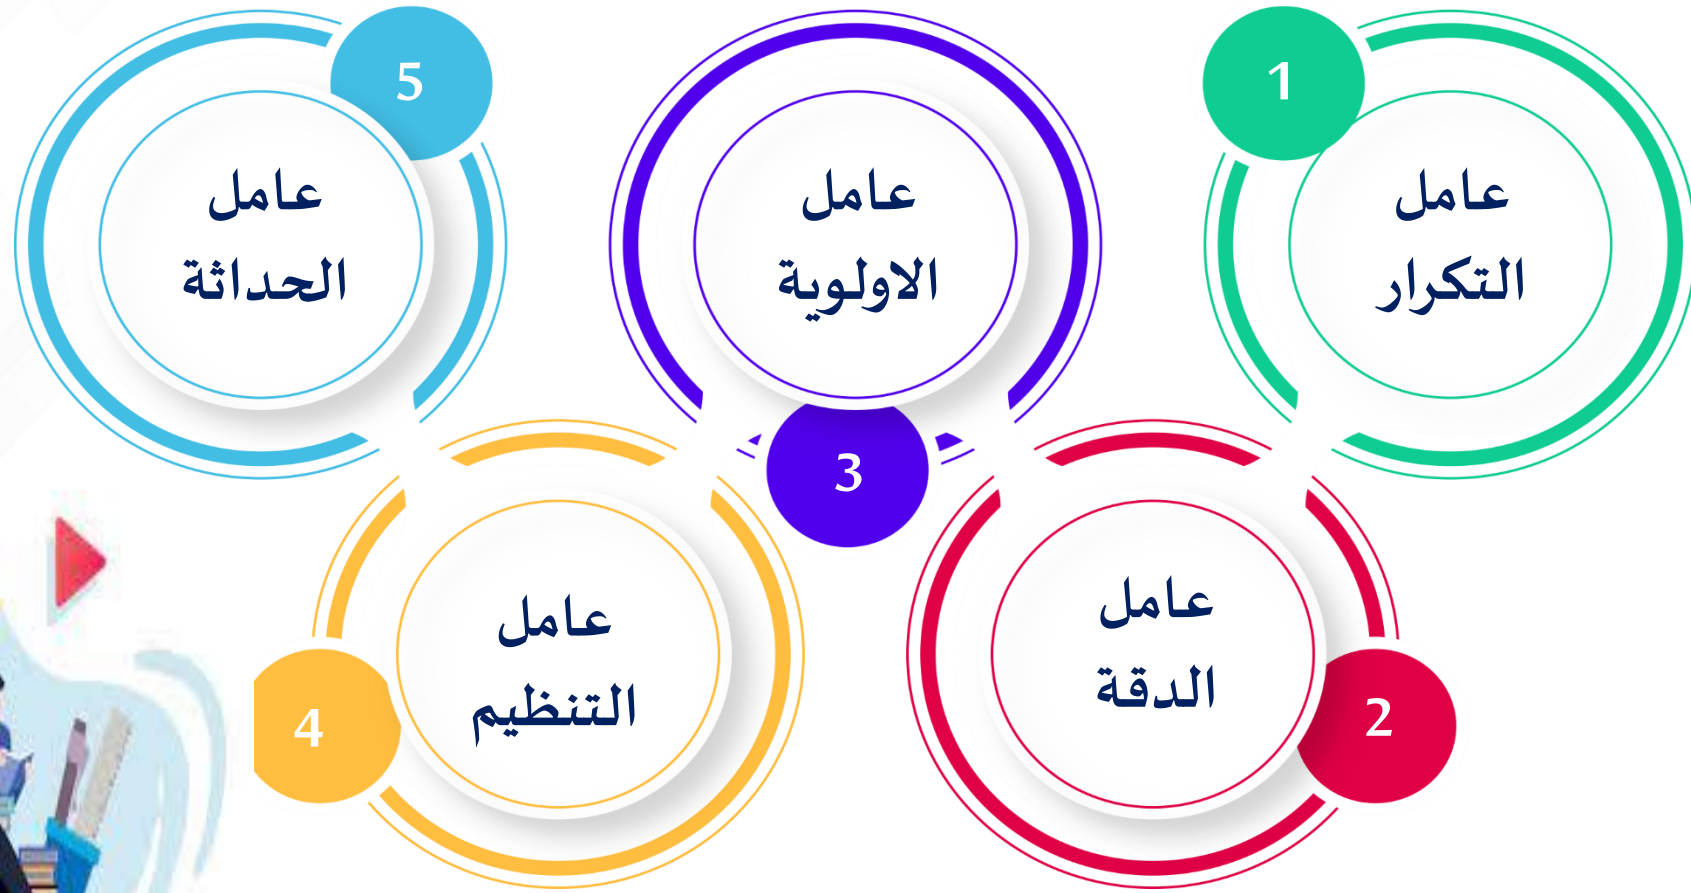 1
عامل
التكرار
2
عامل
الدقة
3
عامل
الاولوية
4
عامل
التنظيم
5
عامل
الحداثة